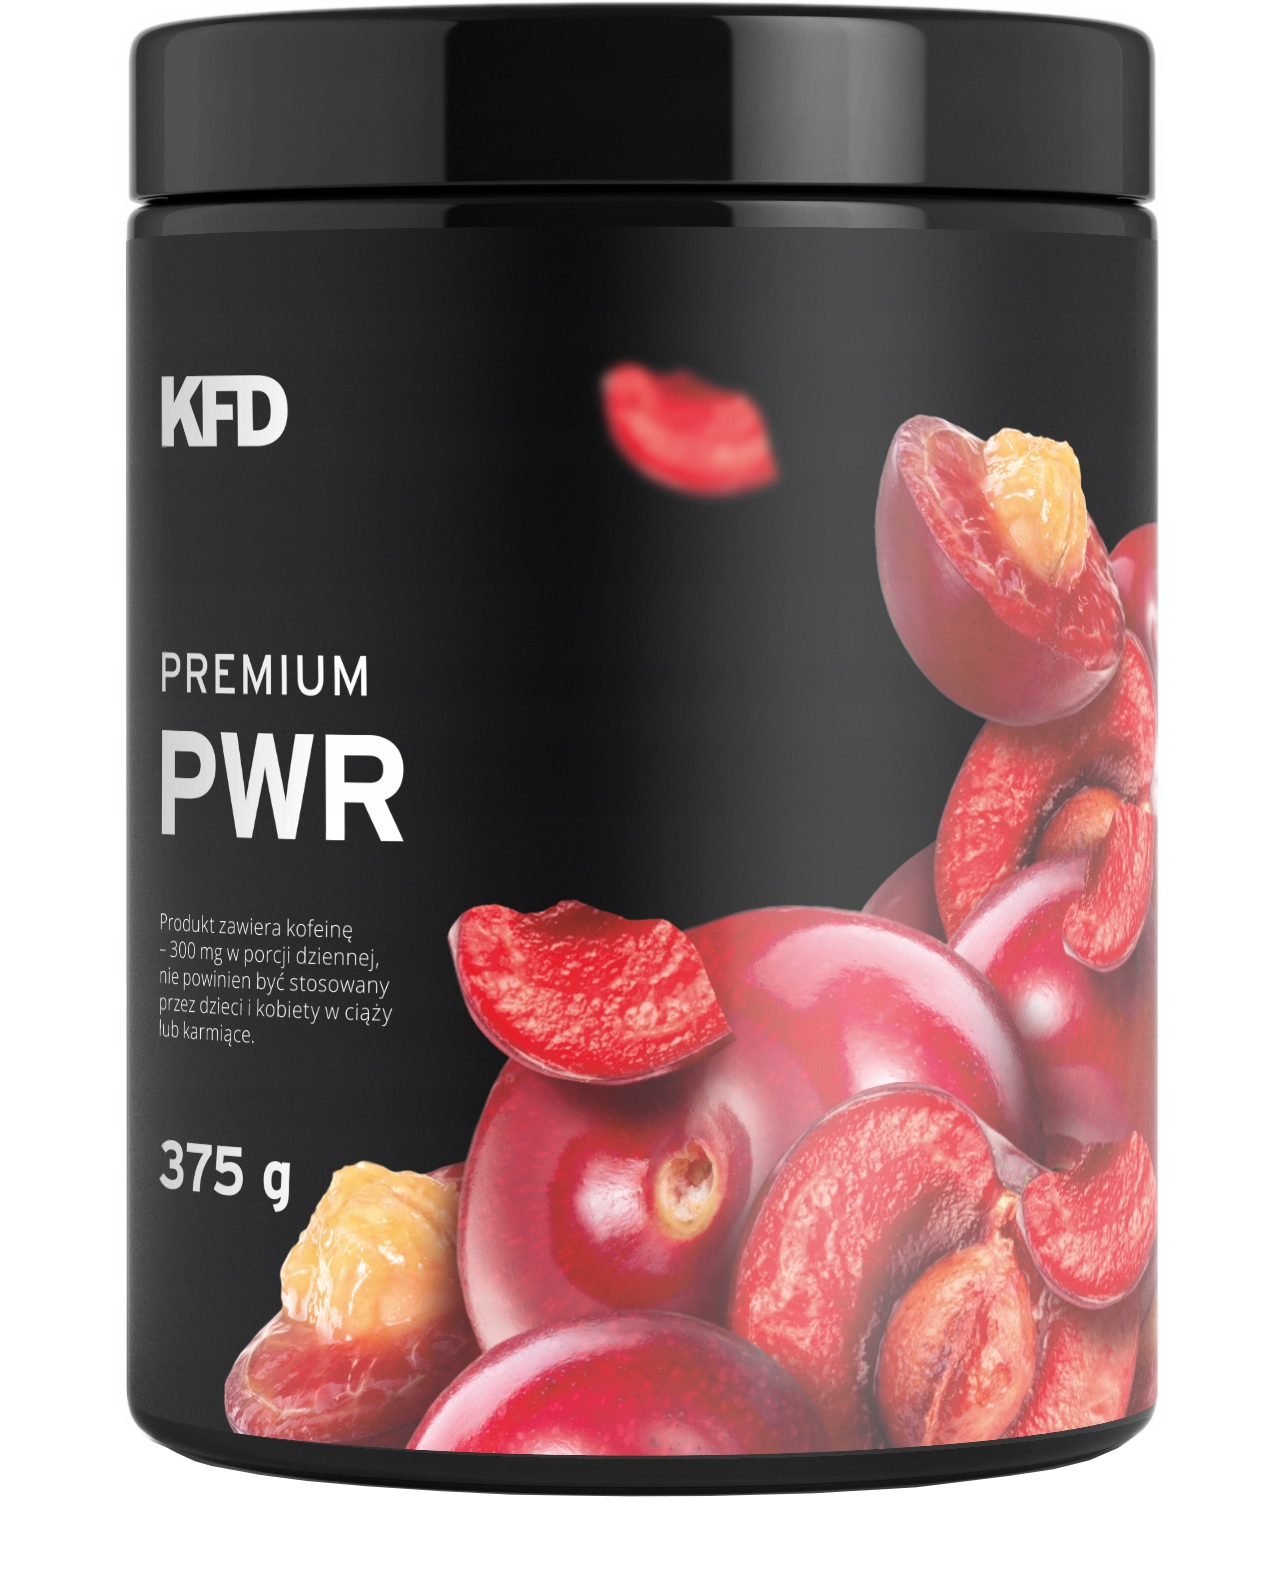 KFD
PREMIUM
PWR
Produkt zawiera kofeinę
– 300 mg w porcji dziennej,
nie powinien być stosowany
przez dzieci i kobiety w ciąży
lub karmiące.
375 g